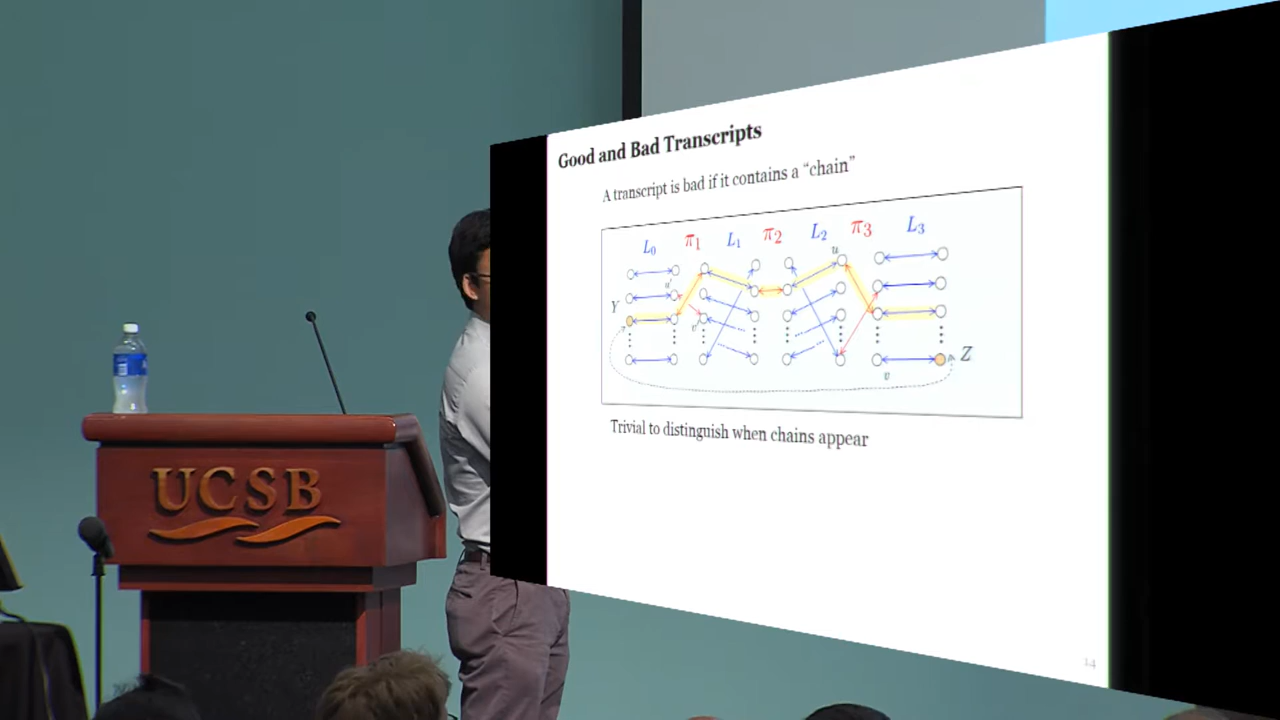 Good and Bad Transcripts
A transcript is bad if it contains a “chain”
L₀ π₁ L₁ π₂ L₂ π₃ L₃
u
u'
Y
v'
Z
v
Trivial to distinguish when chains appear
14
UCSB